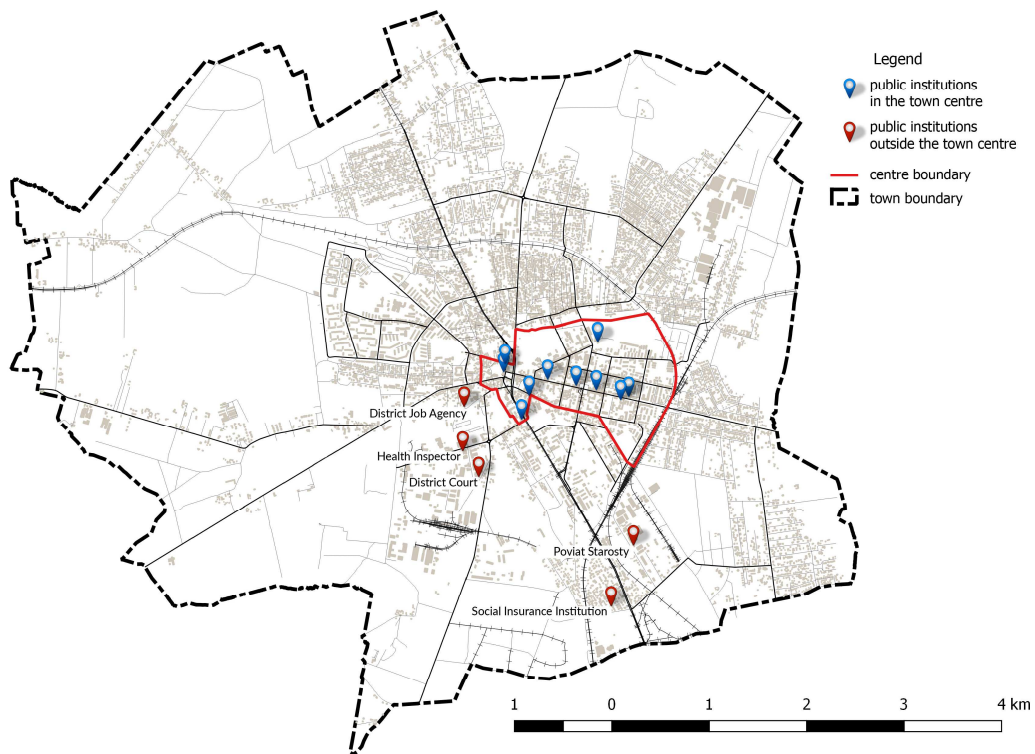 Legend
public institutions
in the town centre
public institutions
outside the town centre
centre boundary
town boundary
District Job Agency
Health Inspector
District Court
Poviat Starosty
Social Insurance Institution
1 0 1 2 3 4 km